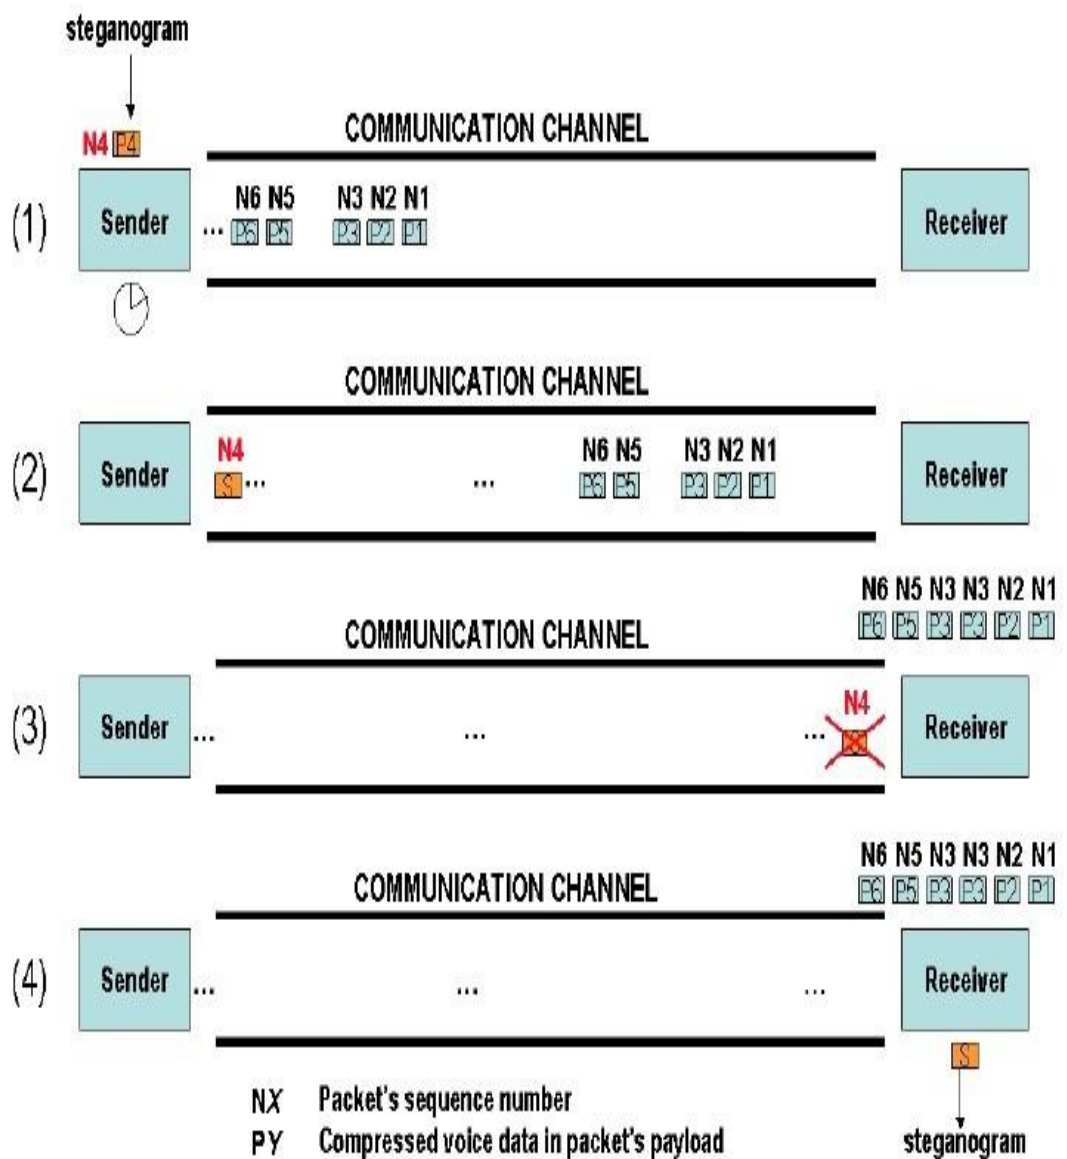 steganogram
COMMUNICATION CHANNEL
N4 P4
N6 N5 N3 N2 N1
(1) Sender ... P6 P5 P3 P2 P1 Receiver
COMMUNICATION CHANNEL
N4 N6 N5 N3 N2 N1
(2) Sender S ... ... P6 P5 P3 P2 P1 Receiver
N6 N5 N3 N3 N2 N1
P6 P5 P3 P3 P2 P1
COMMUNICATION CHANNEL
N4
(3) Sender ... ... ... Receiver
N6 N5 N3 N3 N2 N1
P6 P5 P3 P3 P2 P1
COMMUNICATION CHANNEL
(4) Sender ... ... ... Receiver
S
NX Packet's sequence number
PY Compressed voice data in packet's payload
steganogram